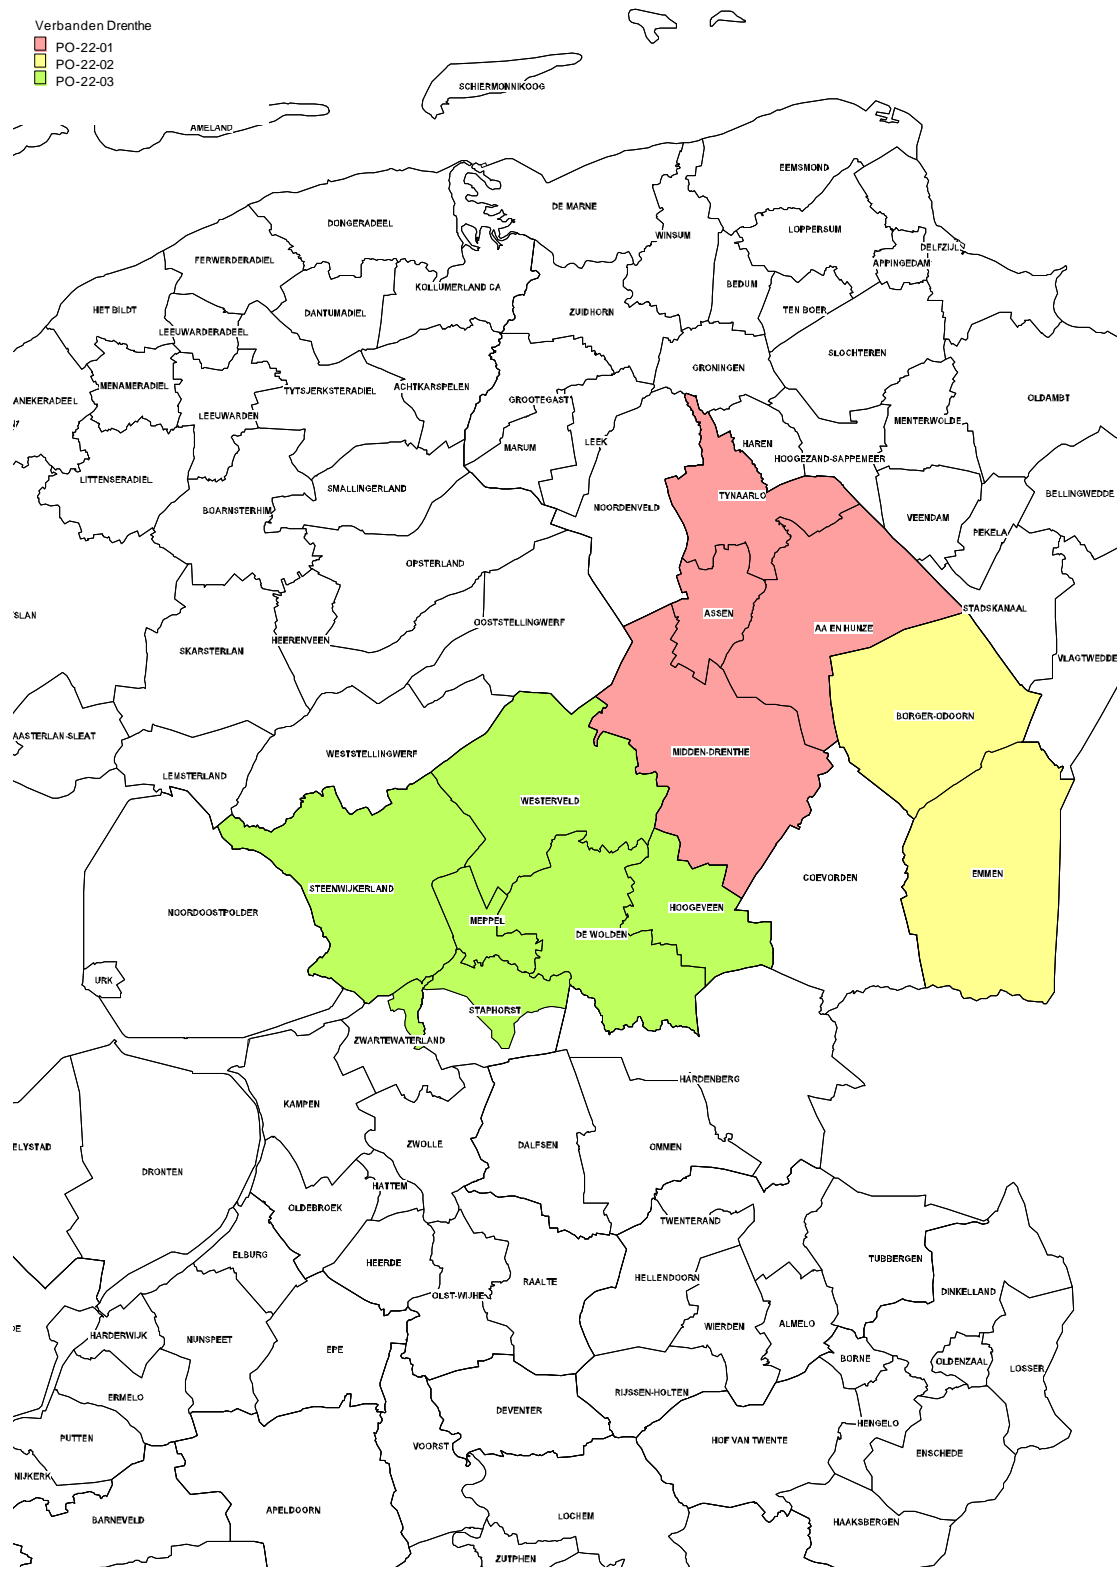 Verbanden Drenthe
PO-22-01
PO-22-02
PO-22-03
SCHIERMONNIKOOG
AMELAND
EEMSMOND
DE MARNE
DONGERADEEL
LOPPERSUM
WINSUM
DELFZIJL
FERWERDERADIEL
APPINGEDAM
BEDUM
KOLLUMERLAND CA
HET BILDT
DANTUMADIEL
ZUIDHORN
TEN BOER
LEEUWARDERADEEL
SLOCHTEREN
GRONINGEN
MENAMERADIEL
TYTSJERKSTERADIEL
ACHTKARSPELEN
ANEKERADEEL
GROOTEGAST
OLDAMBT
LEEUWARDEN
MENTERWOLDE
LEEK
HAREN
MARUM
HOOGEZAND-SAPPEMEER
LITTENSERADIEL
SMALLINGERLAND
TYNAARLO
BELLINGWEDDE
BOARNSTERHIM
NOORDENVELD
VEENDAM
PEKELA
OPSTERLAND
STADSKANAAL
SLAN
ASSEN
OOSTSTELLINGWERF
AA EN HUNZE
HEERENVEEN
SKARSTERLAN
VLAGTWEDDE
BORGER-ODOORN
AASTERLAN-SLEAT
WESTSTELLINGWERF
MIDDEN-DRENTHE
LEMSTERLAND
WESTERVELD
COEVORDEN
EMMEN
STEENWIJKERLAND
HOOGEVEEN
NOORDOOSTPOLDER
MEPPEL
DE WOLDEN
URK
STAPHORST
ZWARTEWATERLAND
HARDENBERG
KAMPEN
ELYSTAD
ZWOLLE
DALFSEN
OMMEN
DRONTEN
HATTEM
OLDEBROEK
TWENTERAND
ELBURG
HEERDE
TUBBERGEN
RAALTE
HELLENDOORN
DINKELLAND
OLST-WIJHE
DE
HARDERWIJK
NUNSPEET
WIERDEN
ALMELO
EPE
BORNE
OLDENZAAL
LOSSER
ERMELO
RIJSSEN-HOLTEN
DEVENTER
HENGELO
PUTTEN
VOORST
HOF VAN TWENTE
ENSCHEDE
NIJKERK
APELDOORN
LOCHEM
BARNEVELD
HAAKSBERGEN
ZUTPHEN